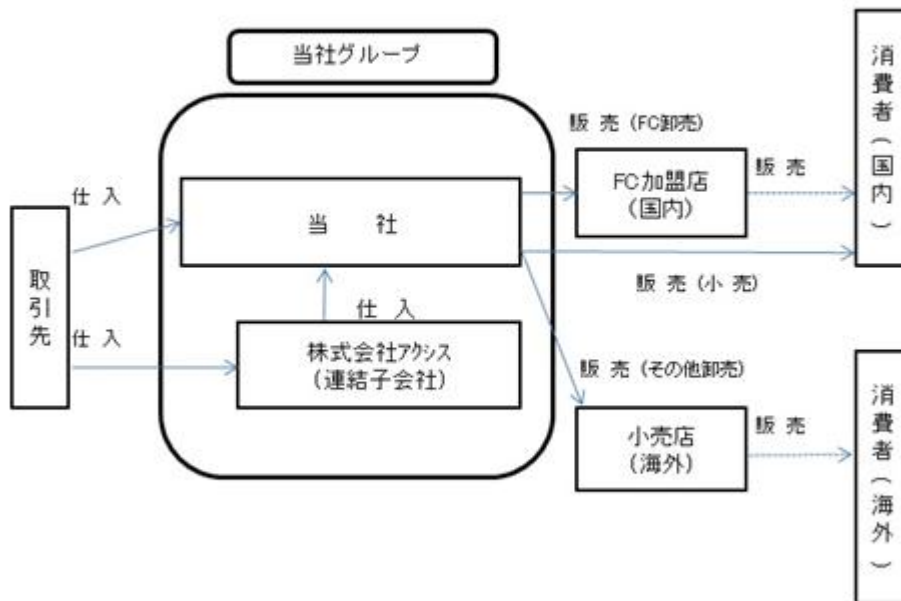 当社グループ
仕 入
取引先
仕 入
当 社
仕 入
株式会社アクシス
(連結子会社)
販 売 (FC卸売)
FC加盟店
(国内)
販 売
販 売 (小 売)
消費者(国内)
販 売 (その他卸売)
小売店
(海外)
販 売
消費者(海外)